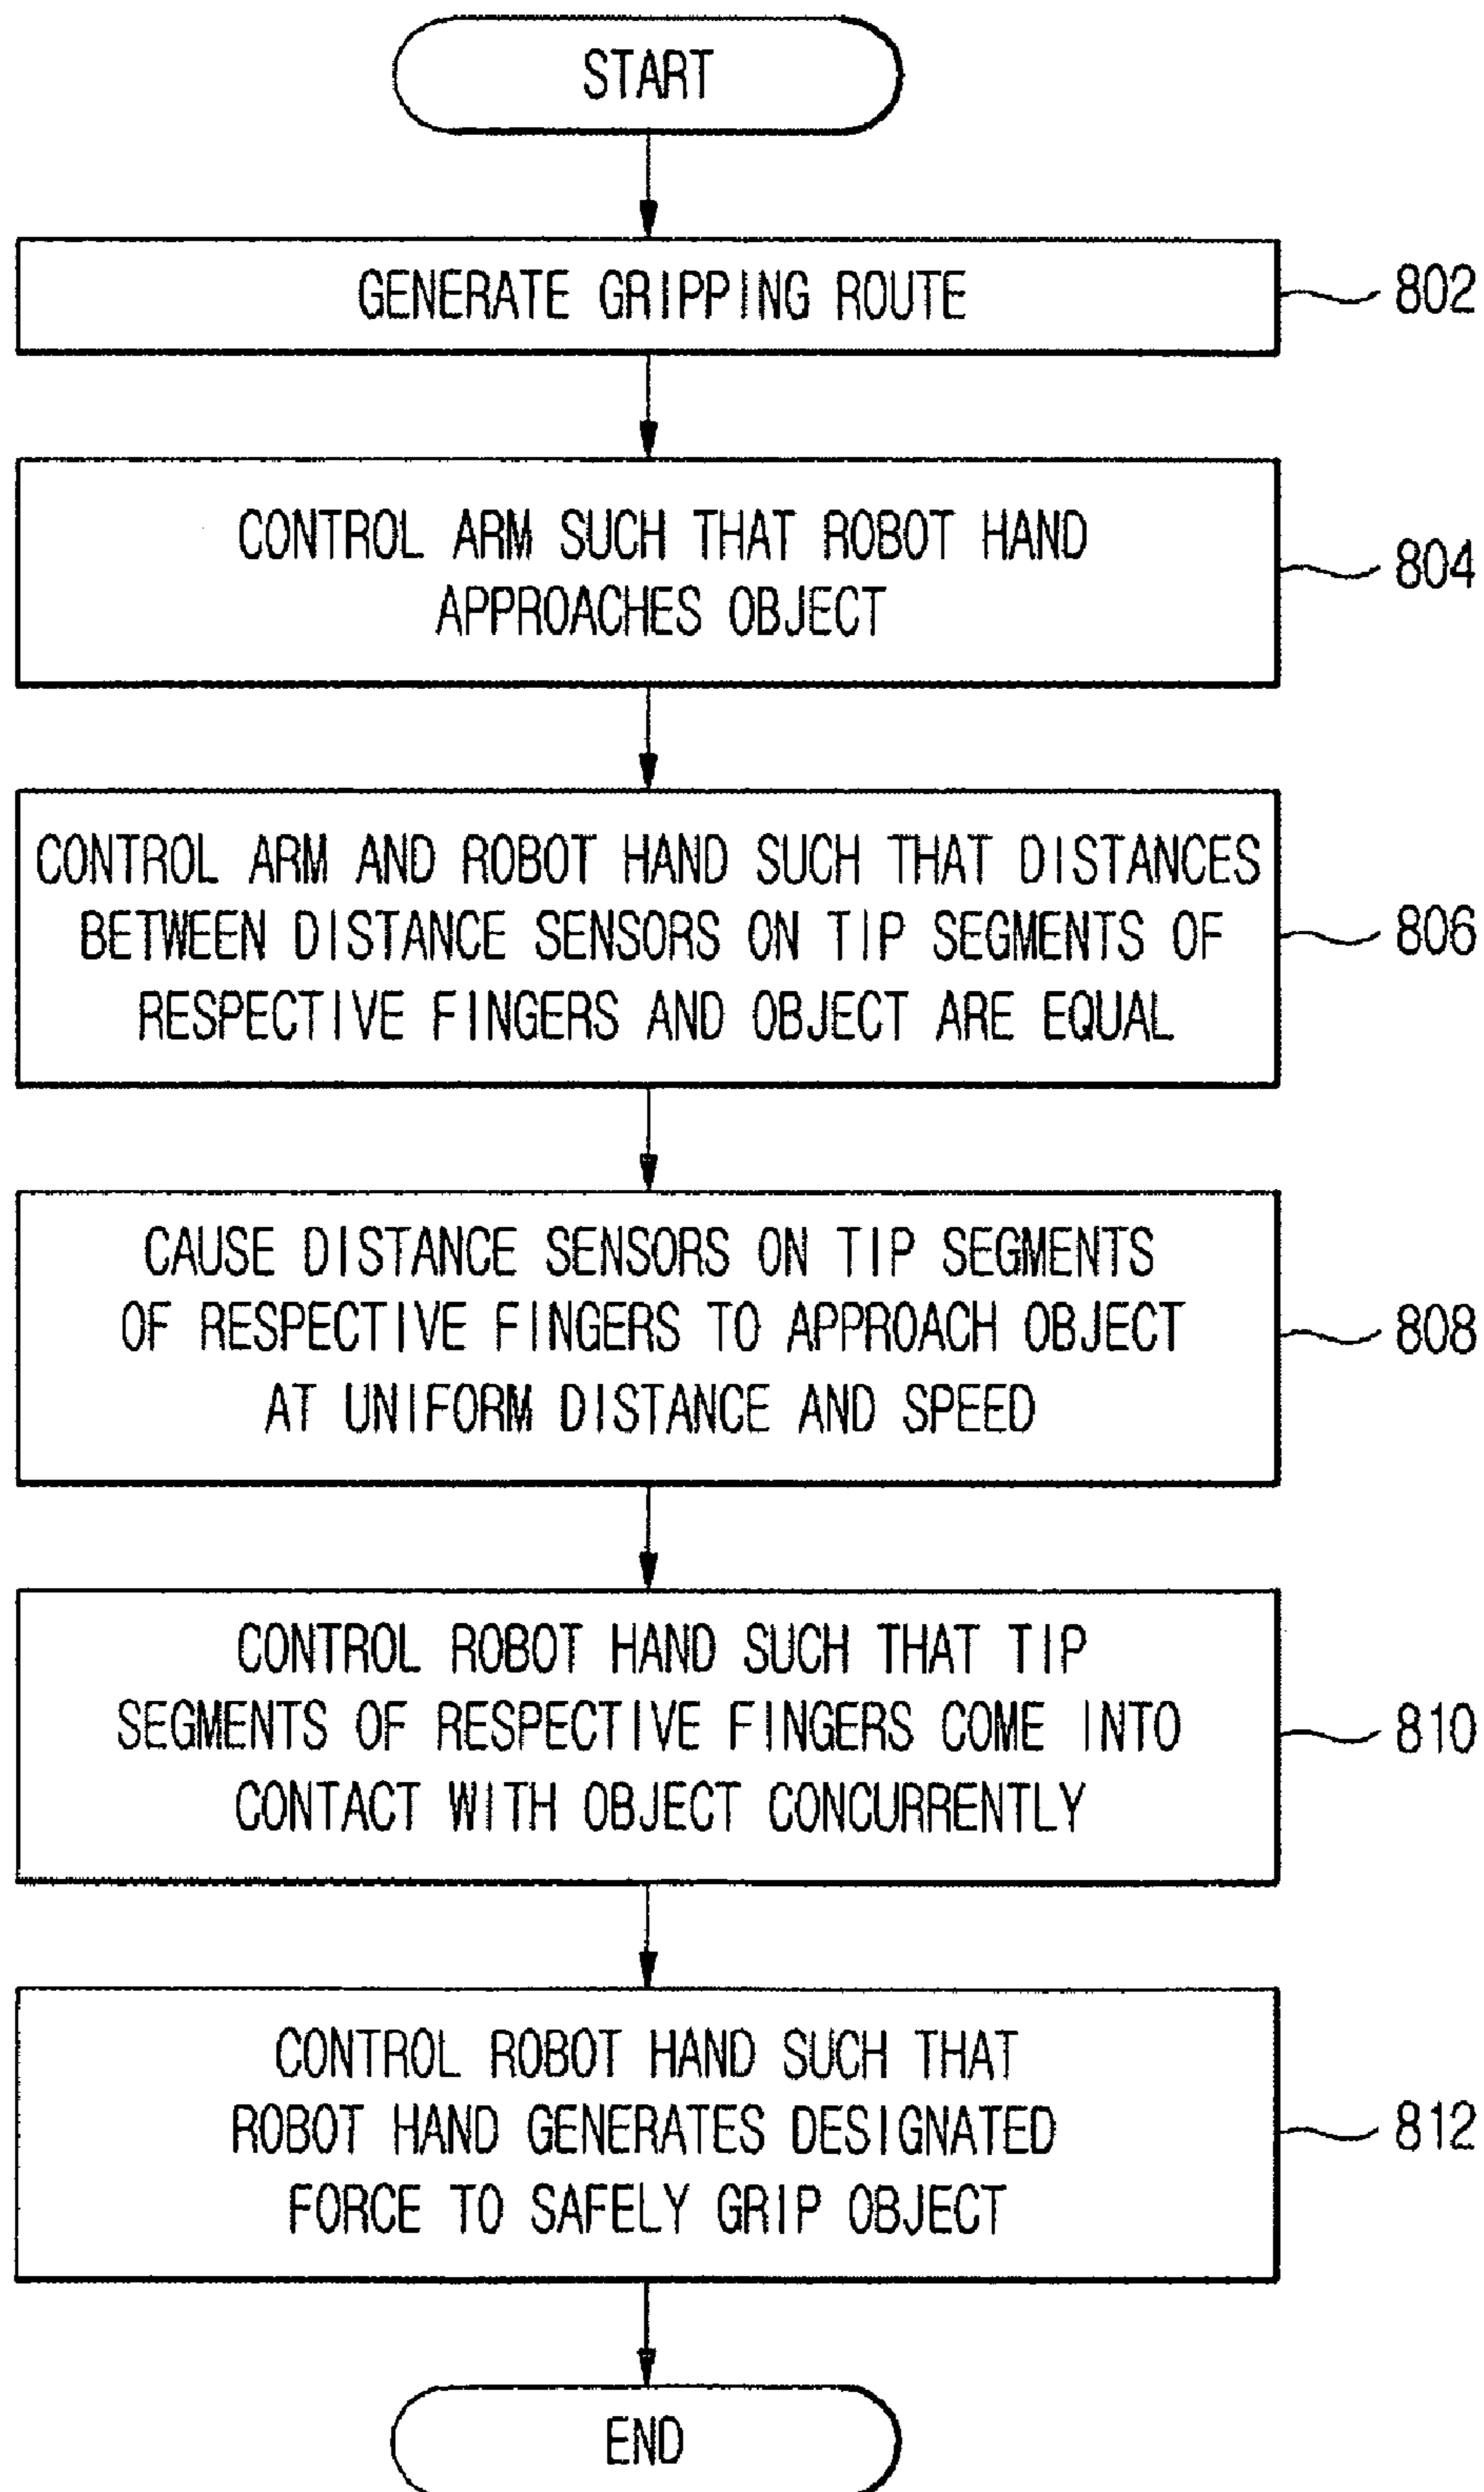 START
GENERATE GRIPPING ROUTE
802
CONTROL ARM SUCH THAT ROBOT HAND
APPROACHES OBJECT
804
CONTROL ARM AND ROBOT HAND SUCH THAT DISTANCES
BETWEEN DISTANCE SENSORS ON TIP SEGMENTS OF
RESPECTIVE FINGERS AND OBJECT ARE EQUAL
806
CAUSE DISTANCE SENSORS ON TIP SEGMENTS
OF RESPECTIVE FINGERS TO APPROACH OBJECT
AT UNIFORM DISTANCE AND SPEED
808
CONTROL ROBOT HAND SUCH THAT TIP
SEGMENTS OF RESPECTIVE FINGERS COME INTO
CONTACT WITH OBJECT CONCURRENTLY
810
CONTROL ROBOT HAND SUCH THAT
ROBOT HAND GENERATES DESIGNATED
FORCE TO SAFELY GRIP OBJECT
812
END